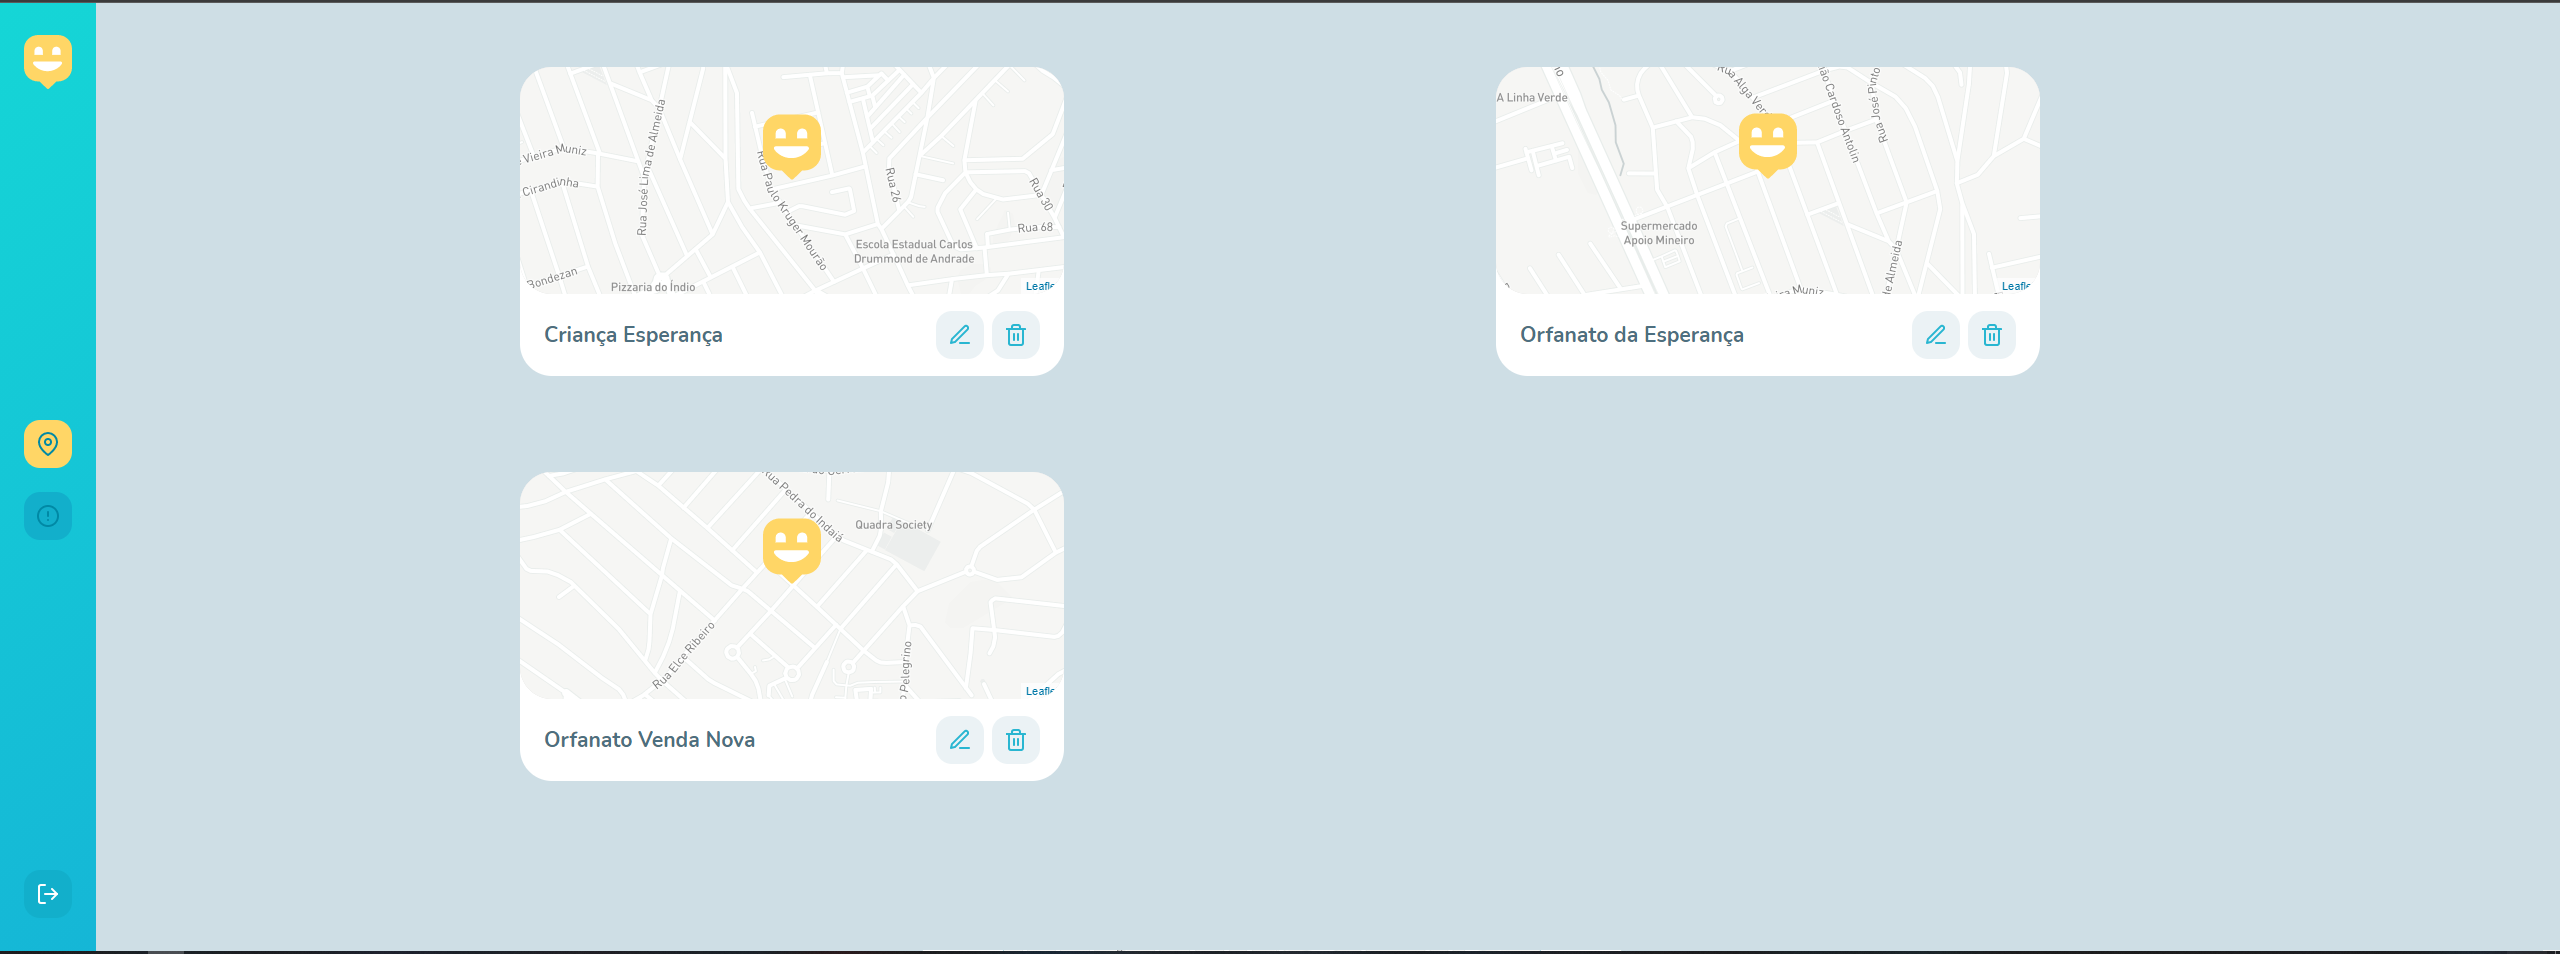 Vieira Muniz
Cirandinha
Rua José Lima de Almeida
Rua Paulo Kruger Mourão
Rua 26
Rua 30
Rua 68
Escola Estadual Carlos
Drummond de Andrade
Bondezan
Pizzaria do Índio
Leafle
Criança Esperança
A Linha Verde
Rua Alga Ver
ião Cardoso Antolin
Rua José Pinto
Supermercado
Apoio Mineiro
de Almeida
ra Muniz
Leafle
Orfanato da Esperança
Rua Pedra do Indaiá
Quadra Society
Rua Elce Ribeiro
o Pelegrino
Leafle
Orfanato Venda Nova